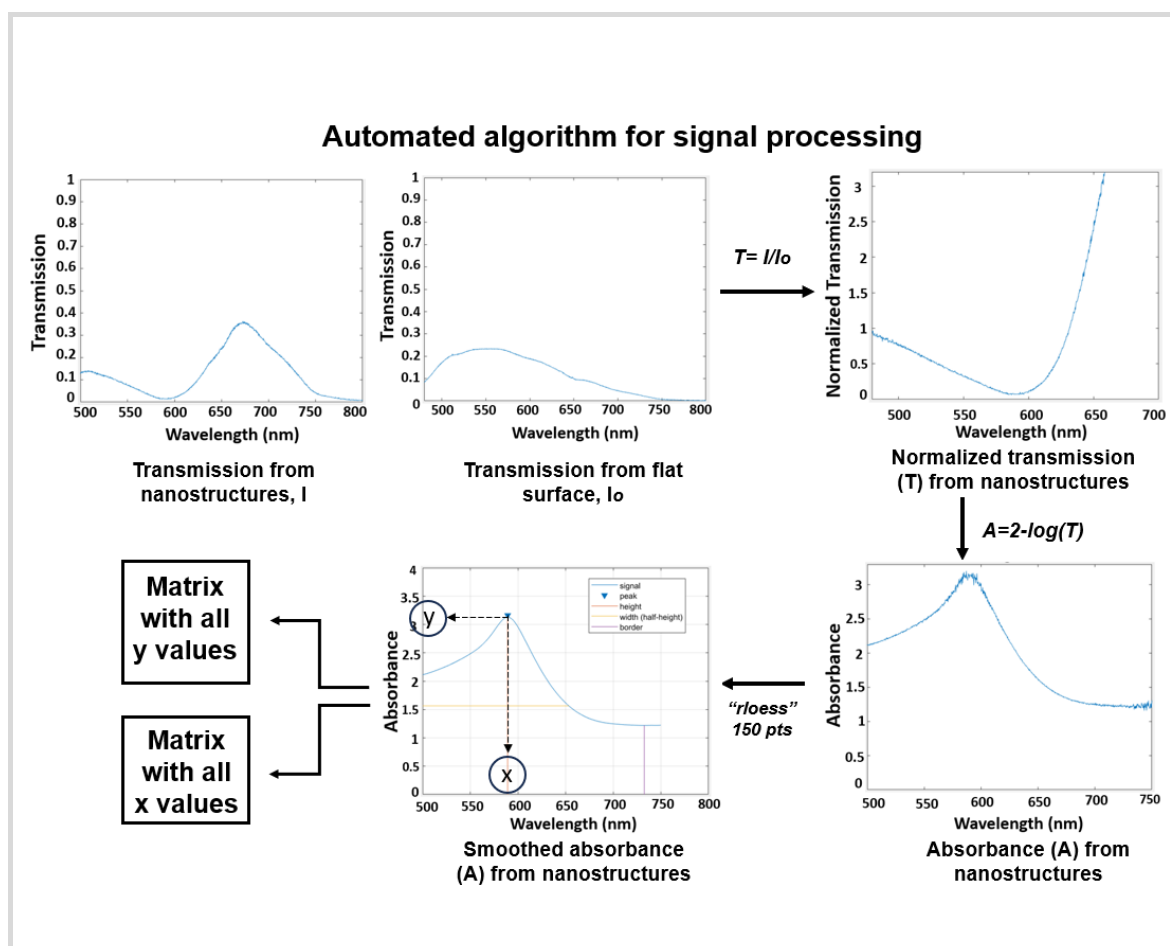 Automated algorithm for signal processing
1
0.9
0.8
0.7
0.6
0.5
0.4
0.3
0.2
0.1
0
Transmission
500 550 600 650 700 750 800
Wavelength (nm)
Transmission from
nanostructures, I
1
0.9
0.8
0.7
0.6
0.5
0.4
0.3
0.2
0.1
0
Transmission
500 550 600 650 700 800
Wavelength (nm)
Transmission from flat
surface, Io
T= I/Io
3
2.5
2
1.5
1
0.5
0
Normalized Transmission
500 550 600 650 700
Wavelength (nm)
Normalized transmission
(T) from nanostructures
A=2-log(T)
3
2.5
2
1.5
1
0.5
0
Absorbance
500 550 600 650 700 750
Wavelength (nm)
Absorbance (A) from
nanostructures
“rloess”
150 pts
4
3.5
3
2.5
2
1.5
1
0.5
0
Absorbance
signal
peak
height
width (half-height)
border
y
x
500 550 600 650 700 750 800
Wavelength (nm)
Smoothed absorbance
(A) from nanostructures
Matrix
with all
y values
Matrix
with all
x values